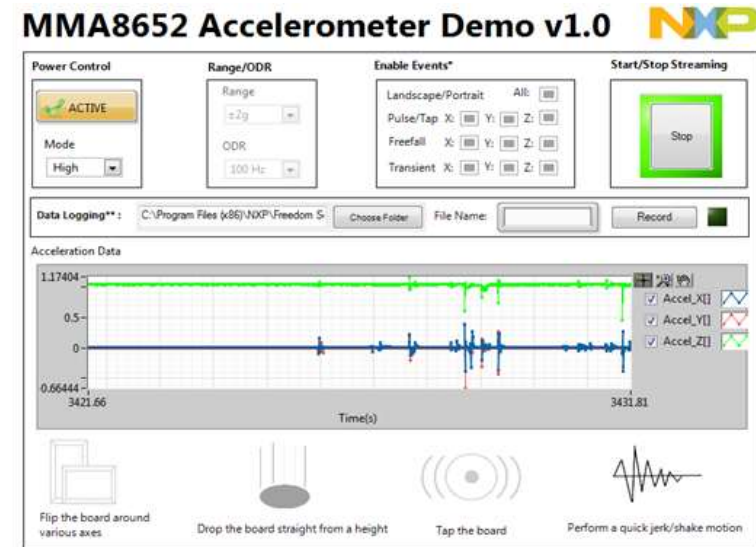 MMA8652 Accelerometer Demo v1.0
NXP
Power Control
Range/ODR
Enable Events*
Start/Stop Streaming
ACTIVE
Mode
High
Range
±2g
ODR
100 Hz
Landscape/Portrait All:
Pulse/Tap X: Y: Z:
Freefall X: Y: Z:
Transient X: Y: Z:
Stop
Data Logging** :
C:\Program Files (x86)\NXP\Freedom S
Choose Folder
File Name:
Record
Acceleration Data
1.17404
0.5
0
-0.66444
3421.66
3431.81
Time(s)
Accel_X[]
Accel_Y[]
Accel_Z[]
Flip the board around
various axes
Drop the board straight from a height
Tap the board
Perform a quick jerk/shake motion